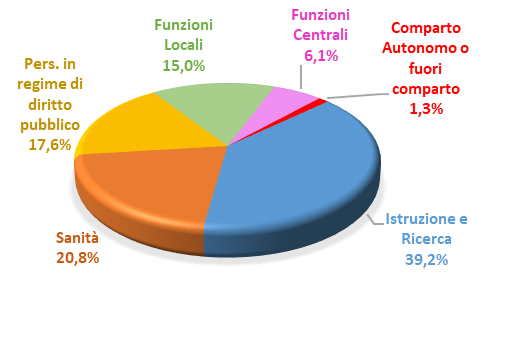 Funzioni
Locali
15,0%
Funzioni
Centrali
6,1%
Comparto
Autonomo o
fuori
comparto
1,3%
Pers. in
regime di
diritto
pubblico
17,6%
Istruzione e
Ricerca
39,2%
Sanità
20,8%